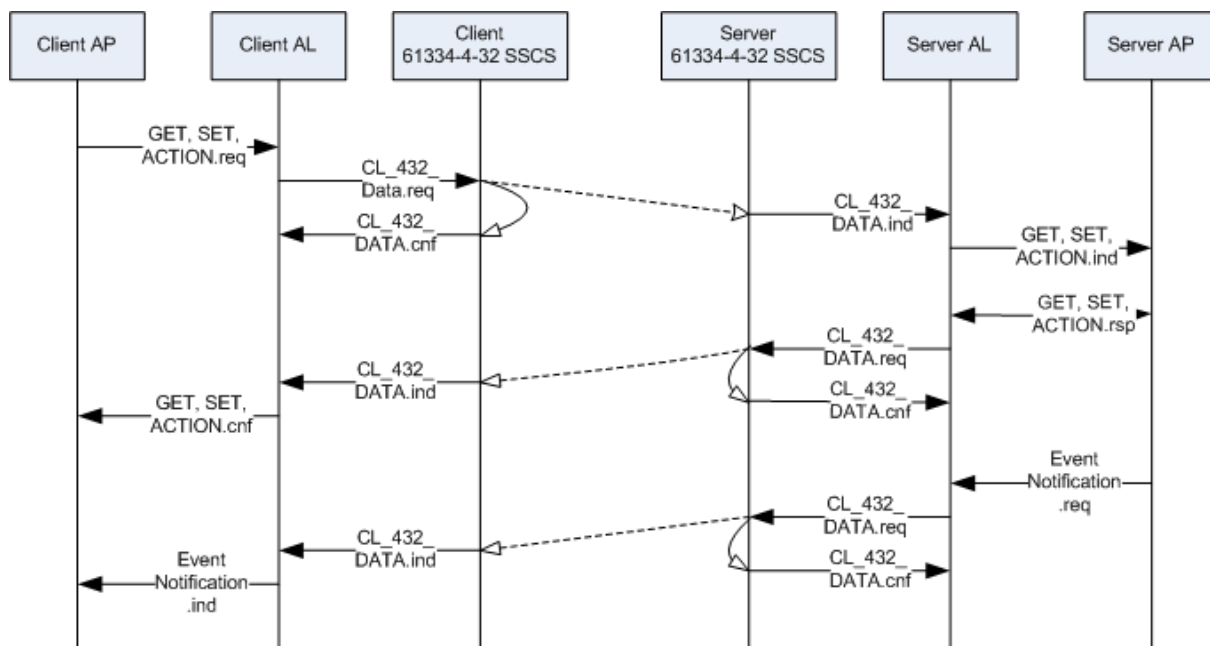 Client AP
Client AL
Client
61334-4-32 SSCS
Server
61334-4-32 SSCS
Server AL
Server AP
GET, SET,
ACTION.req
CL_432_
Data.req
CL_432_
DATA.cnf
CL_432_
DATA.ind
GET, SET,
ACTION.ind
GET, SET,
ACTION.rsp
CL_432_
DATA.req
CL_432_
DATA.ind
CL_432_
DATA.cnf
GET, SET,
ACTION.cnf
Event
Notification
.req
CL_432_
DATA.req
CL_432_
DATA.ind
CL_432_
DATA.cnf
Event
Notification
.ind